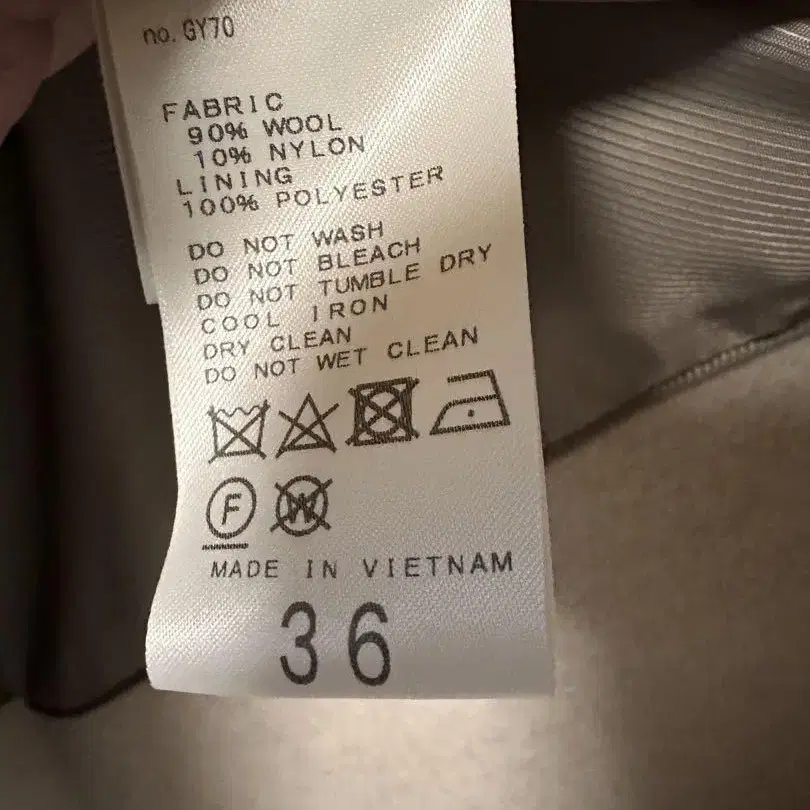 no. GY70
FABRIC
90% WOOL
10% NYLON
LINING
100% POLYESTER
DO NOT WASH
DO NOT BLEACH
DO NOT TUMBLE DRY
COOL IRON
DRY CLEAN
DO NOT WET CLEAN
F W
MADE IN VIETNAM
36